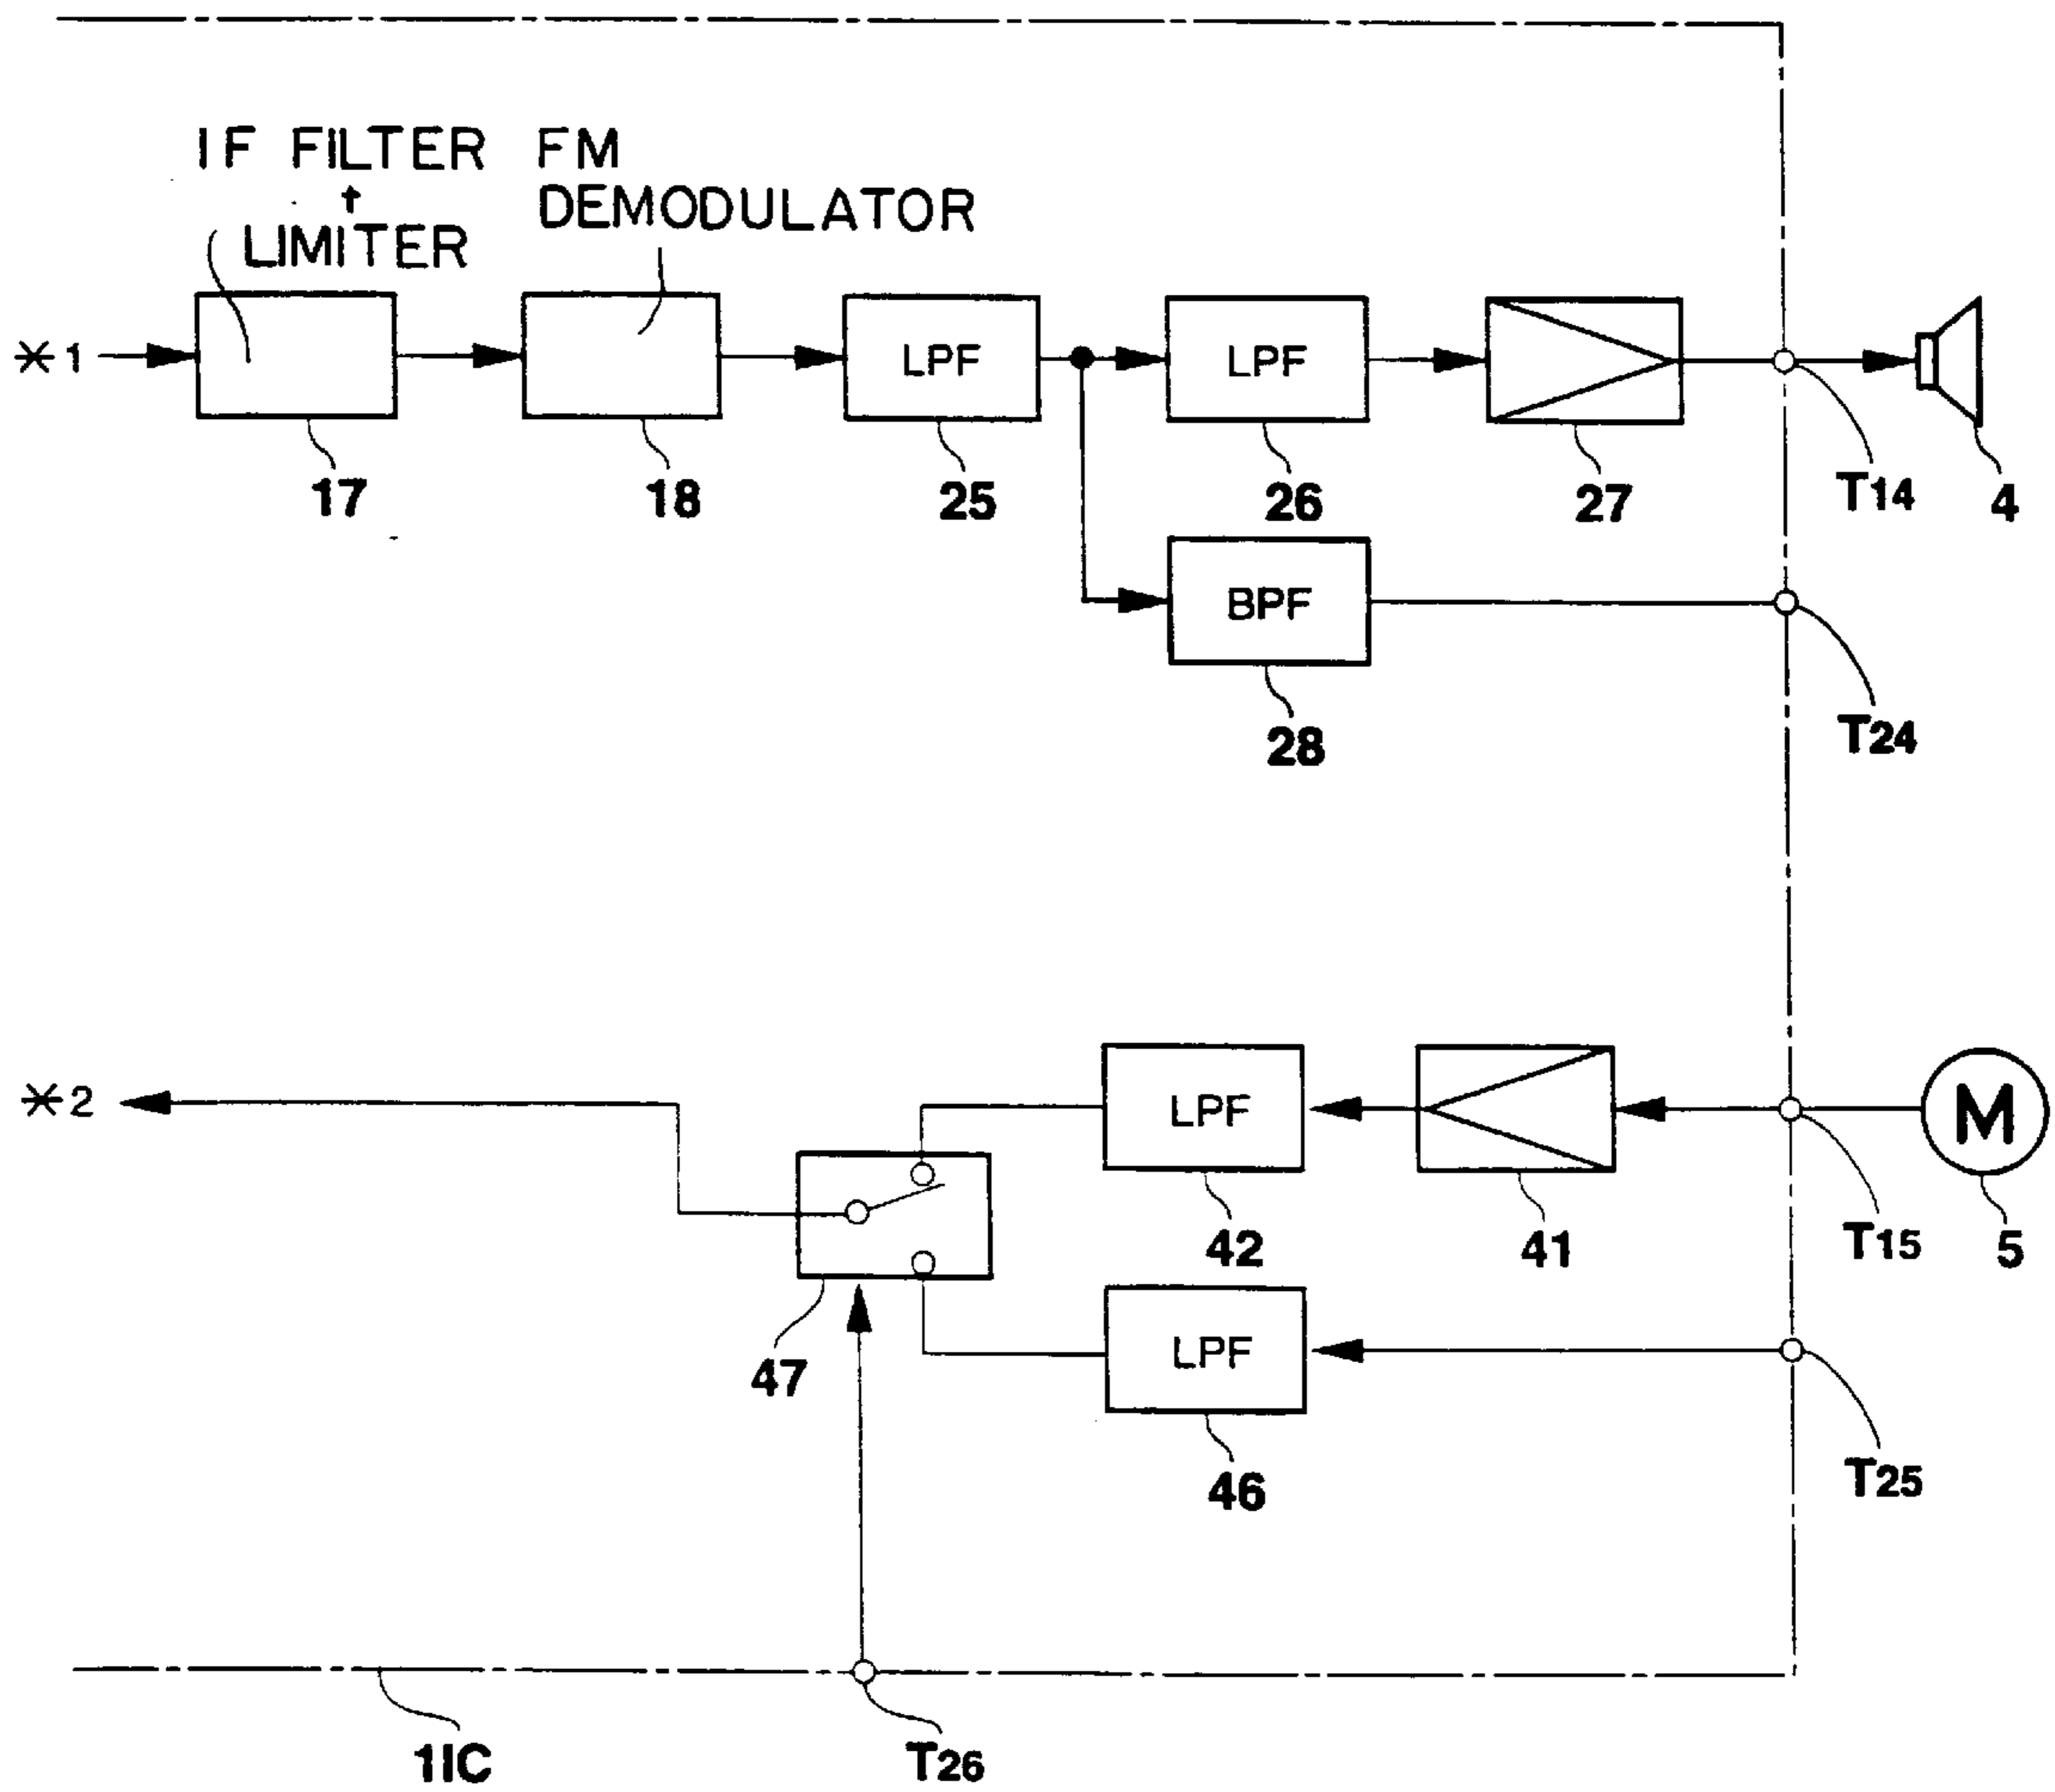 IF FILTER
+
LIMITER
FM
DEMODULATOR
*1
LPF
LPF
17
18
25
26
27
T14
4
BPF
28
T24
*2
LPF
M
42
41
T15
5
47
LPF
46
T25
1IC
T26